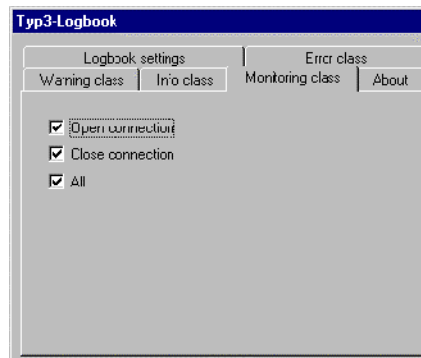 Typ3-Logbook
Logbook settings Error class
Warning class Info class Monitoring class About
Open connection
Close connection
All